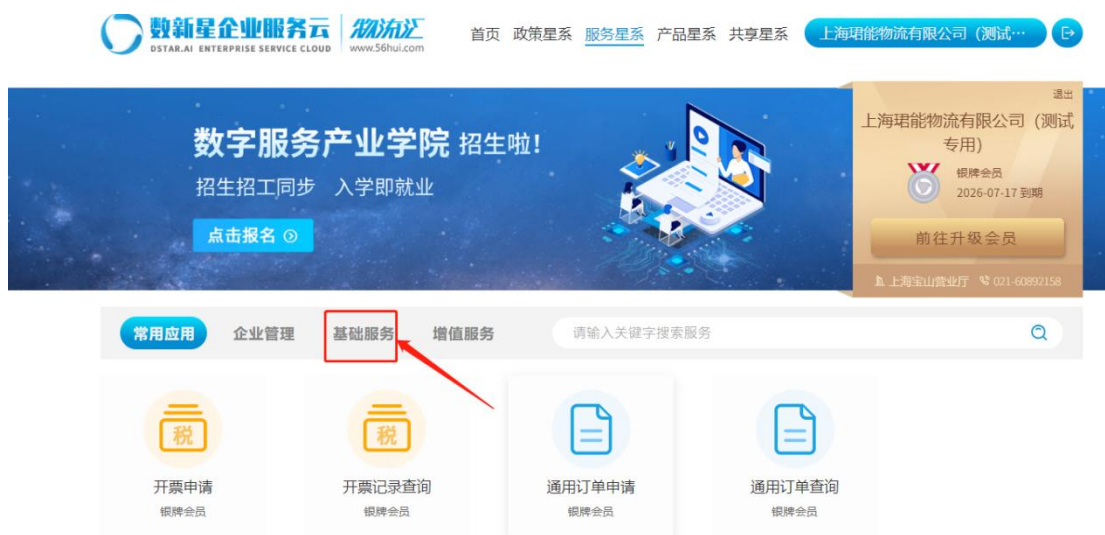 数新星企业服务云
DSTAR.AI ENTERPRISE SERVICE CLOUD
物流汇
www.56hui.com
首页 政策星系 服务星系 产品星系 共享星系
上海珺能物流有限公司（测试…
数字服务产业学院 招生啦!
招生招工同步 入学即就业
点击报名
退出
上海珺能物流有限公司（测试
专用)
银牌会员
2026-07-17 到期
前往升级会员
上海宝山营业厅 021-60892158
常用应用 企业管理 基础服务 增值服务 请输入关键字搜索服务
税 税
开票申请 开票记录查询 通用订单申请 通用订单查询
银牌会员 银牌会员 银牌会员 银牌会员